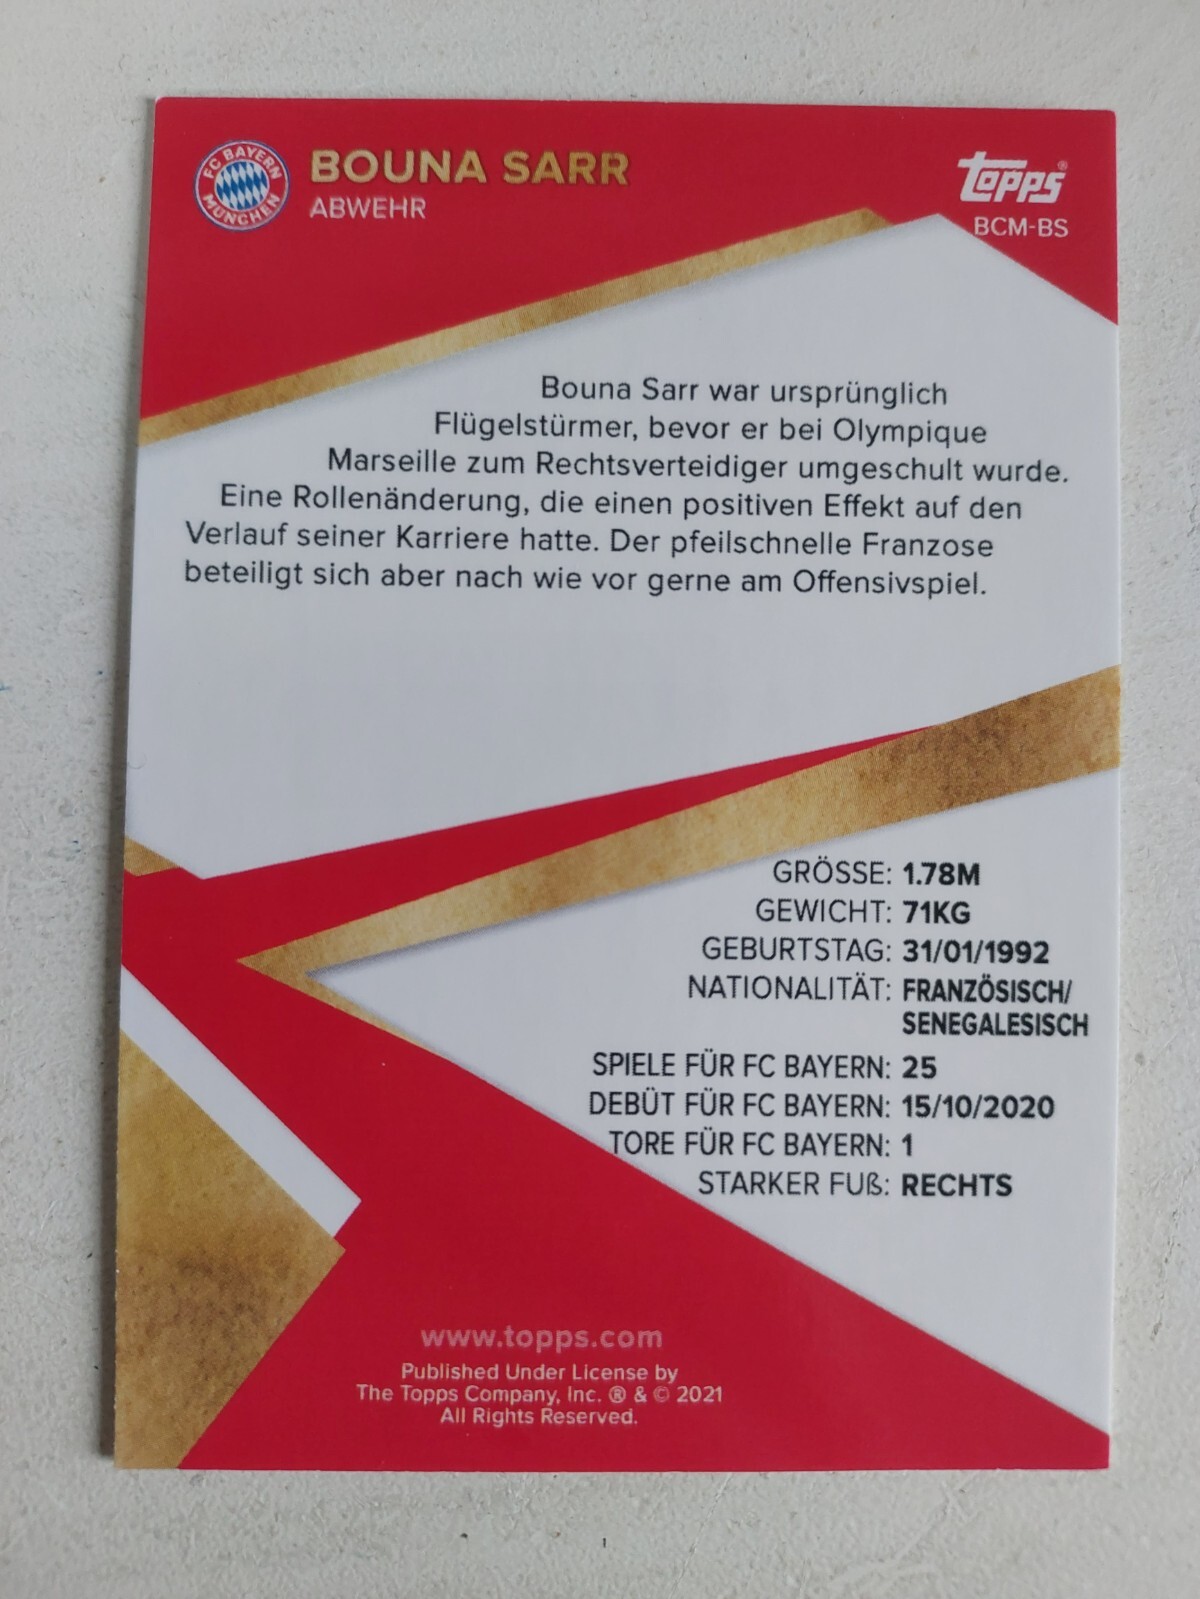 FC BAYERN
MÜNCHEN
BOUNA SARR
ABWEHR
Topps®
BCM-BS
Bouna Sarr war ursprünglich
Flügelstürmer, bevor er bei Olympique
Marseille zum Rechtsverteidiger umgeschult wurde.
Eine Rollenänderung, die einen positiven Effekt auf den
Verlauf seiner Karriere hatte. Der pfeilschnelle Franzose
beteiligt sich aber nach wie vor gerne am Offensivspiel.
GRÖSSE: 1.78M
GEWICHT: 71KG
GEBURTSTAG: 31/01/1992
NATIONALITÄT: FRANZÖSISCH/
SENEGALESISCH
SPIELE FÜR FC BAYERN: 25
DEBÜT FÜR FC BAYERN: 15/10/2020
TORE FÜR FC BAYERN: 1
STARKER FUß: RECHTS
www.topps.com
Published Under License by
The Topps Company, Inc. ® & © 2021
All Rights Reserved.